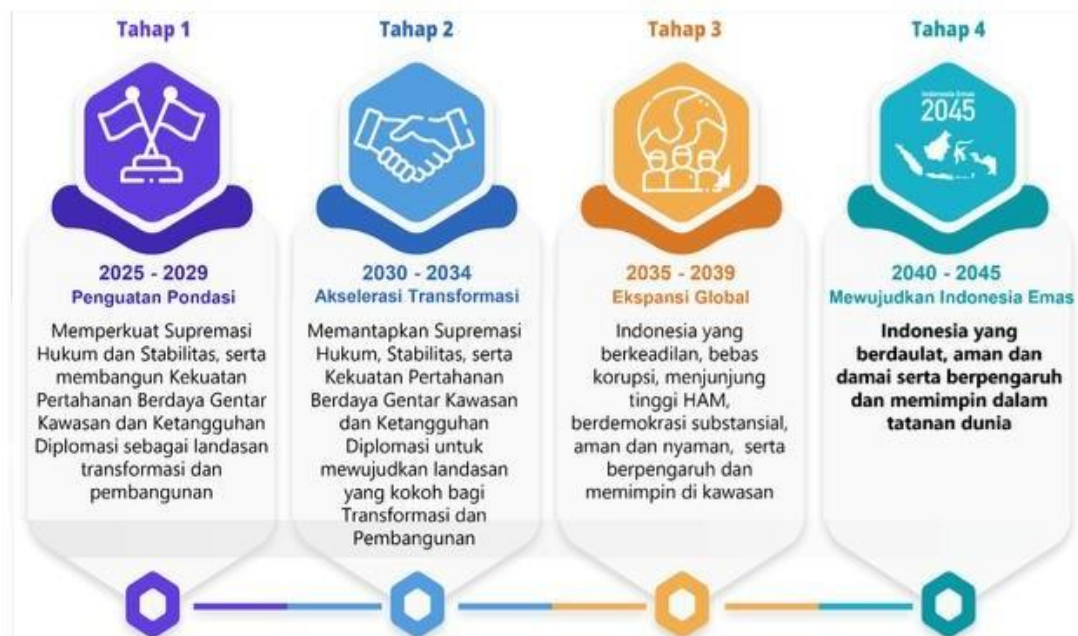 Tahap 1
2025 - 2029
Penguatan Pondasi
Memperkuat Supremasi
Hukum dan Stabilitas, serta
membangun Kekuatan
Pertahanan Berdaya Gentar
Kawasan dan Ketangguhan
Diplomasi sebagai landasan
transformasi dan
pembangunan
Tahap 2
2030 - 2034
Akselerasi Transformasi
Memantapkan Supremasi
Hukum, Stabilitas, serta
Kekuatan Pertahanan
Berdaya Gentar Kawasan
dan Ketangguhan
Diplomasi untuk
mewujudkan landasan
yang kokoh bagi
Transformasi dan
Pembangunan
Tahap 3
2035 - 2039
Ekspansi Global
Indonesia yang
berkeadilan, bebas
korupsi, menjunjung
tinggi HAM,
berdemokrasi substansial,
aman dan nyaman, serta
berpengaruh dan
memimpin di kawasan
Tahap 4
Indonesia Emas
2045
2040 - 2045
Mewujudkan Indonesia Emas
Indonesia yang
berdaulat, aman dan
damai serta berpengaruh
dan memimpin dalam
tatanan dunia